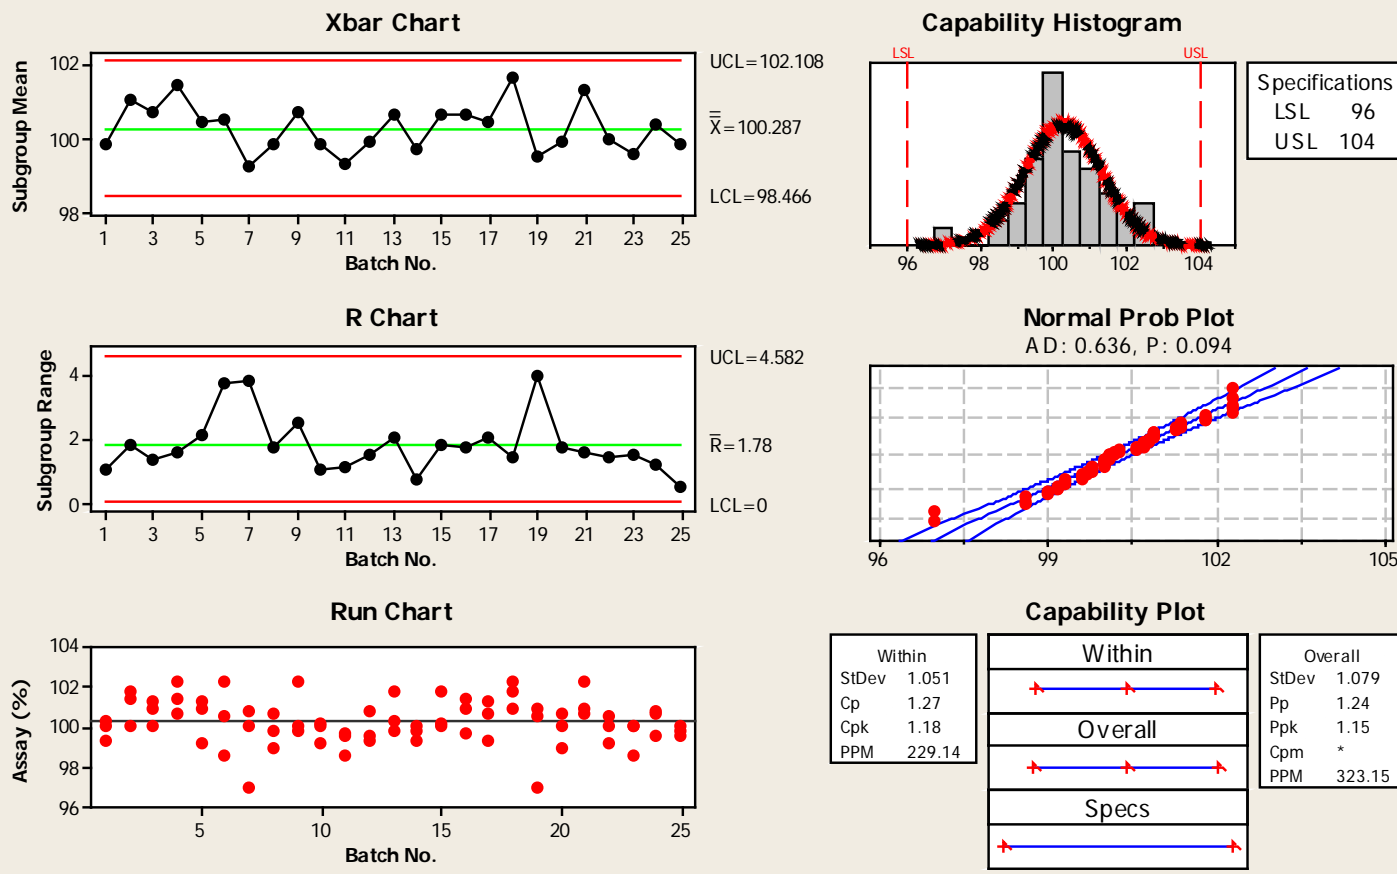 Xbar Chart
Subgroup Mean
102
100
98
UCL=102.108
X=100.287
LCL=98.466
1 3 5 7 9 11 13 15 17 19 21 23 25
Batch No.
Capability Histogram
LSL USL
96 98 100 102 104
Specifications
LSL 96
USL 104
R Chart
Subgroup Range
4
2
0
UCL=4.582
R=1.78
LCL=0
1 3 5 7 9 11 13 15 17 19 21 23 25
Batch No.
Normal Prob Plot
AD: 0.636, P: 0.094
96 99 102 105
Run Chart
Assay (%)
104
102
100
98
96
5 10 15 20 25
Batch No.
Capability Plot
Within
StDev 1.051
Cp 1.27
Cpk 1.18
PPM 229.14
Within
Overall
Specs
Overall
StDev 1.079
Pp 1.24
Ppk 1.15
Cpm *
PPM 323.15